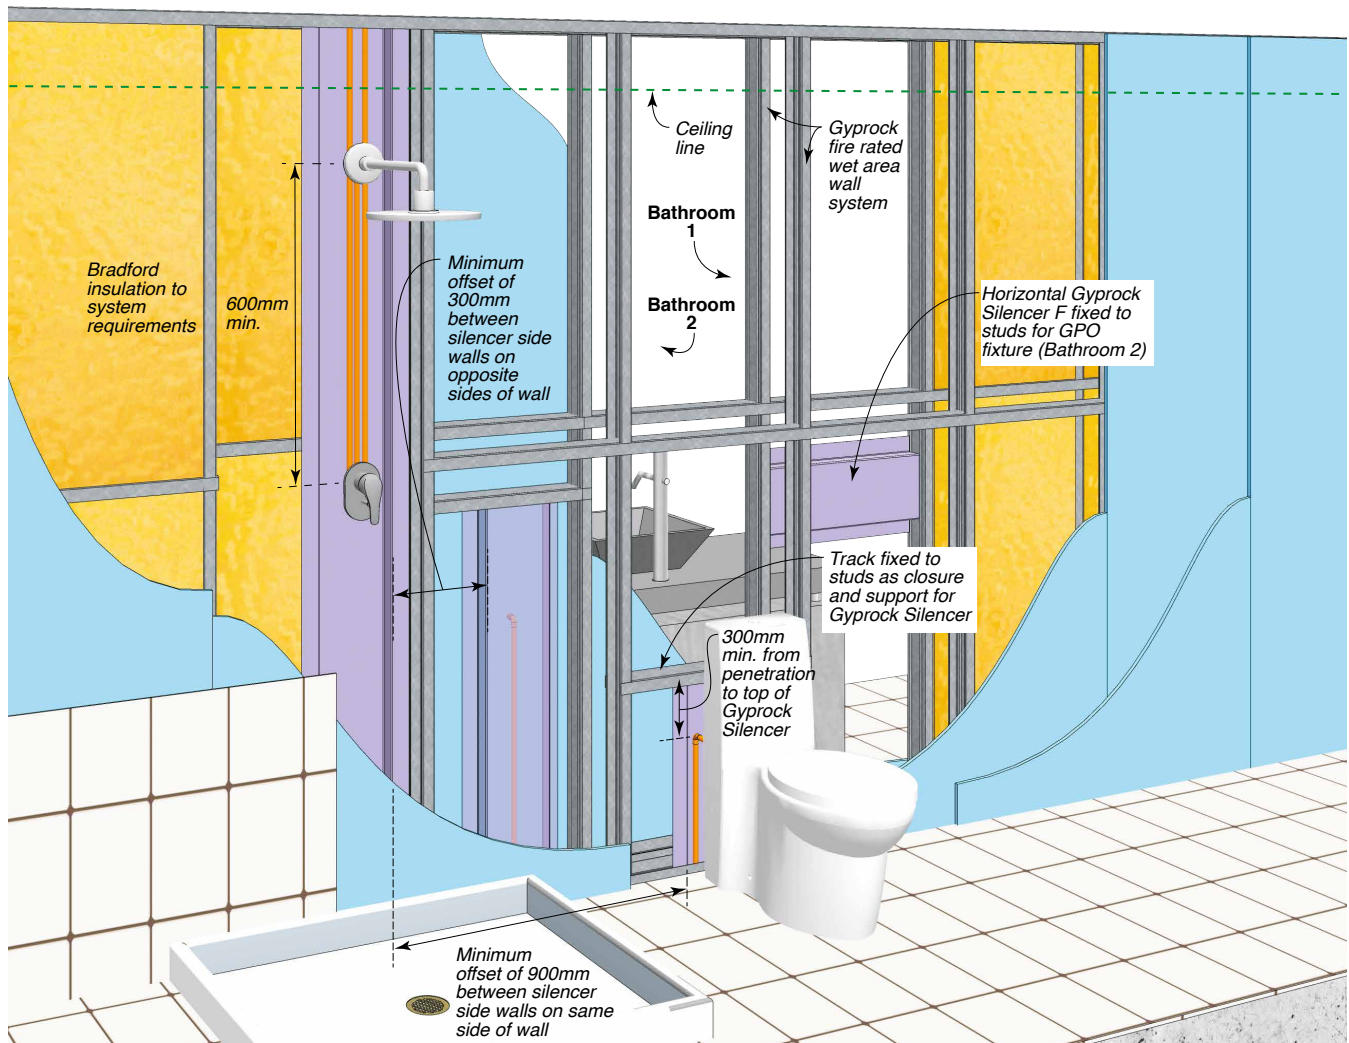 Ceiling
line
Gyprock
fire rated
wet area
wall
system
Bathroom
1
Bathroom
2
Bradford
insulation to
system
requirements
600mm
min.
Minimum
offset of
300mm
between
silencer side
walls on
opposite
sides of wall
Horizontal Gyprock
Silencer F fixed to
studs for GPO
fixture (Bathroom 2)
Track fixed to
studs as closure
and support for
Gyprock Silencer
300mm
min. from
penetration
to top of
Gyprock
Silencer
Minimum
offset of 900mm
between silencer
side walls on same
side of wall